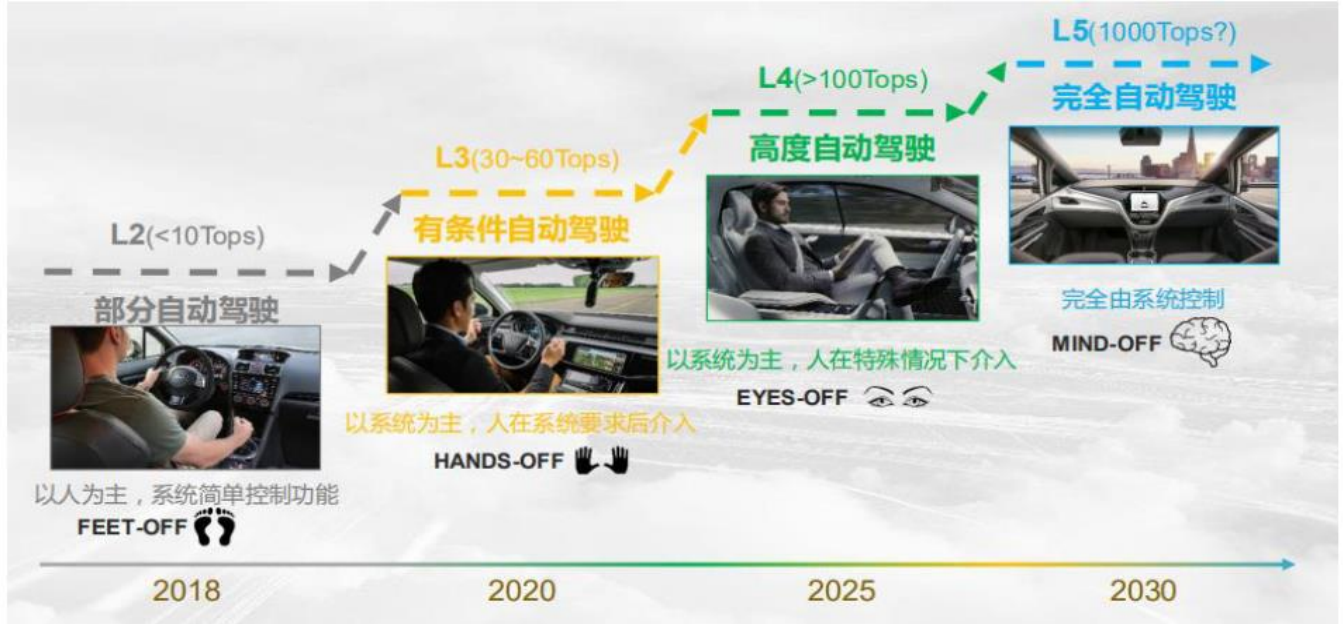 L2(<10Tops)
部分自动驾驶
以人为主，系统简单控制功能
FEET-OFF
L3(30~60Tops)
有条件自动驾驶
以系统为主，人在系统要求后介入
HANDS-OFF
L4(>100Tops)
高度自动驾驶
以系统为主，人在特殊情况下介入
EYES-OFF
L5(1000Tops?)
完全自动驾驶
完全由系统控制
MIND-OFF
2018
2020
2025
2030